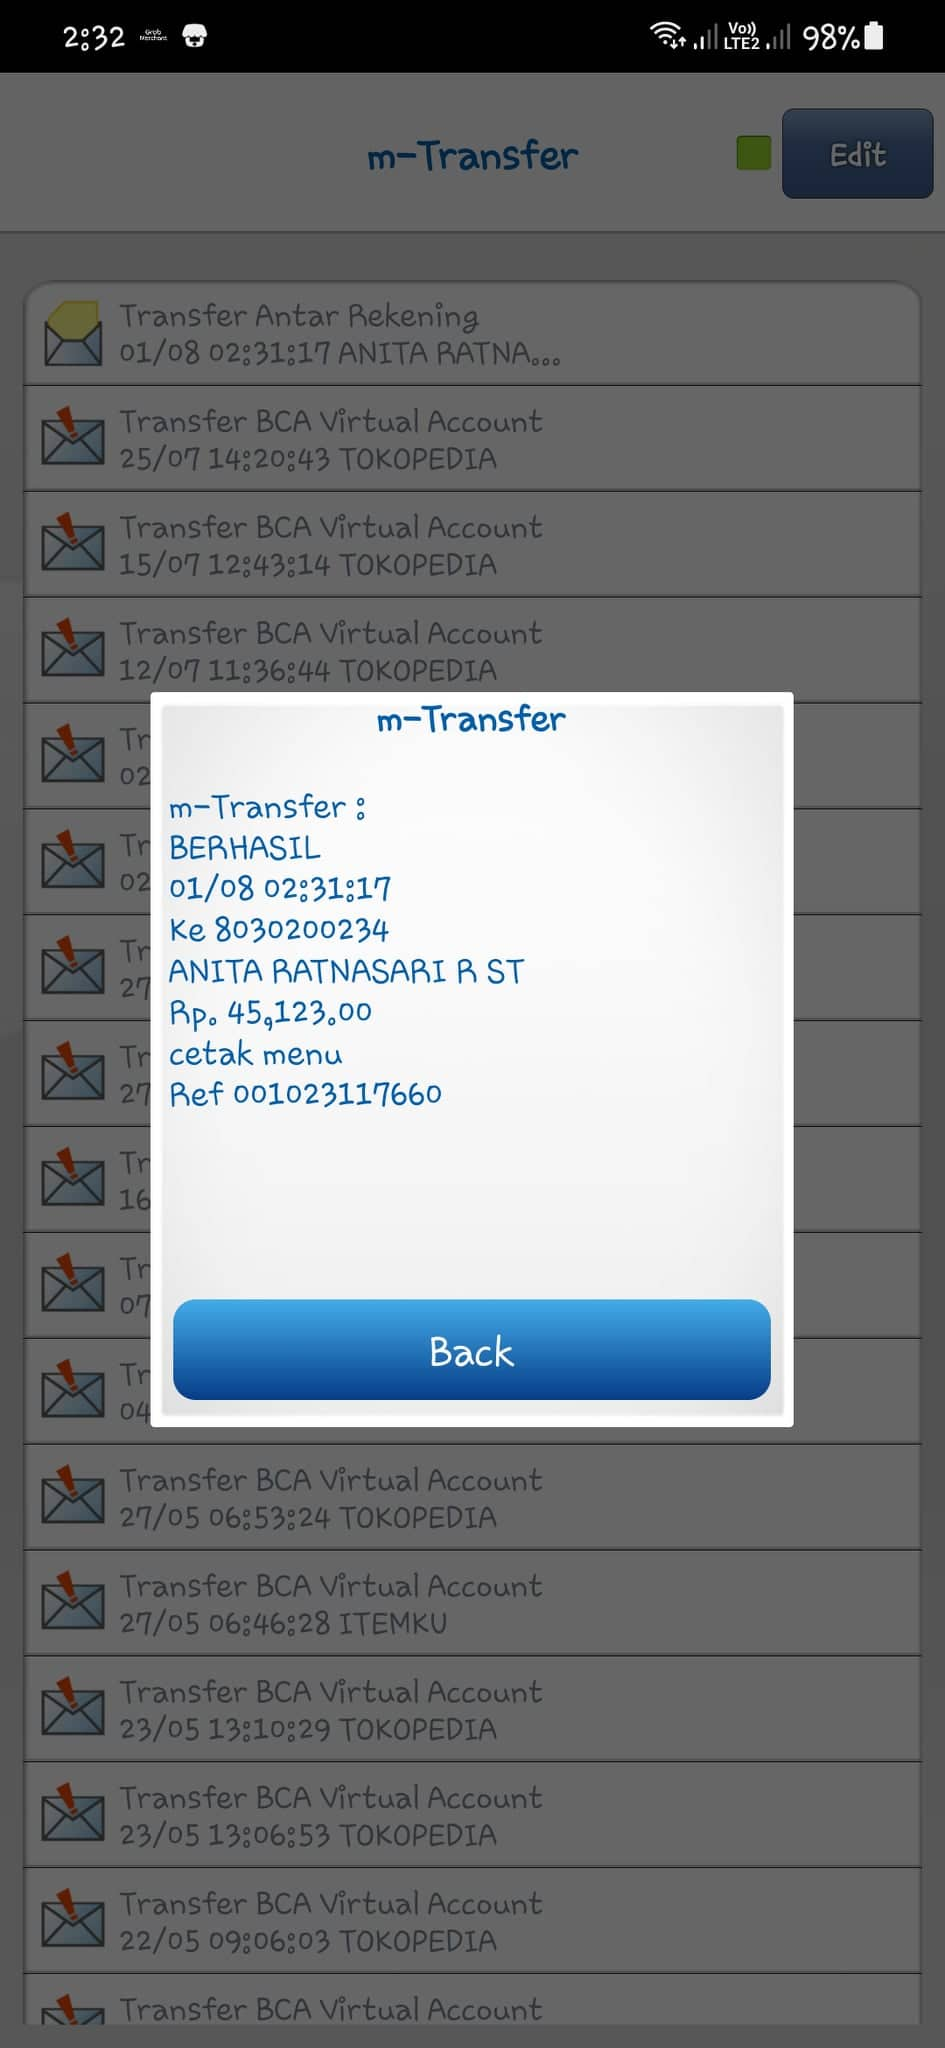 2:32
Grab
Merchant
Vo))
LTE2
98%
m-Transfer
Edit
Transfer Antar Rekening
01/08 02:31:17 ANITA RATNA...
Transfer BCA Virtual Account
25/07 14:20:43 TOKOPEDIA
Transfer BCA Virtual Account
15/07 12:43:14 TOKOPEDIA
Transfer BCA Virtual Account
12/07 11:36:44 TOKOPEDIA
Tr
02
Tr
02
Tr
27
Tr
27
Tr
16
Tr
07
Tr
04
m-Transfer
m-Transfer :
BERHASIL
01/08 02:31:17
Ke 8030200234
ANITA RATNASARI R ST
Rp. 45,123.00
cetak menu
Ref 001023117660
Back
Transfer BCA Virtual Account
27/05 06:53:24 TOKOPEDIA
Transfer BCA Virtual Account
27/05 06:46:28 ITEMKU
Transfer BCA Virtual Account
23/05 13:10:29 TOKOPEDIA
Transfer BCA Virtual Account
23/05 13:06:53 TOKOPEDIA
Transfer BCA Virtual Account
22/05 09:06:03 TOKOPEDIA
Transfer BCA Virtual Account